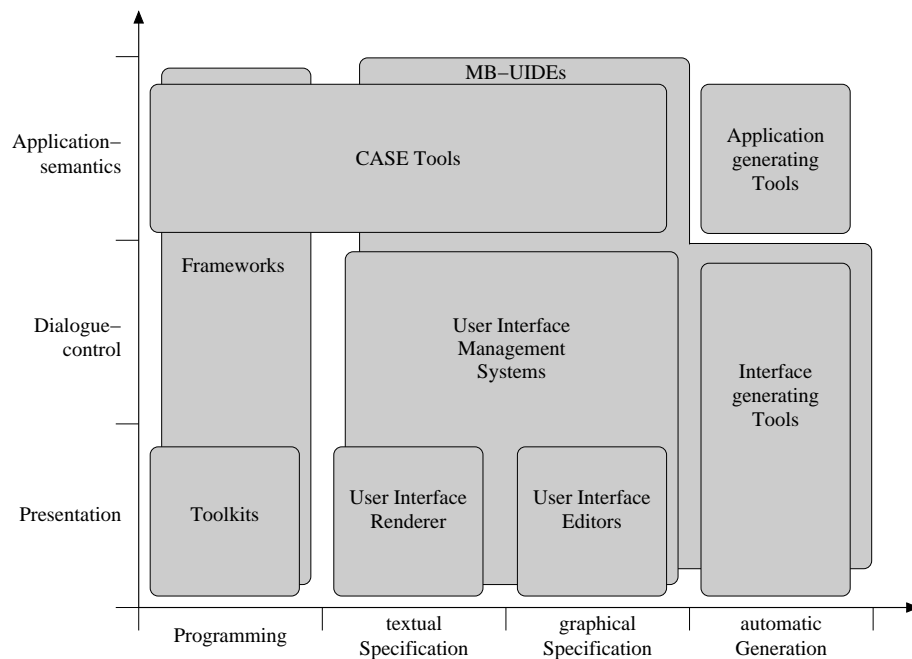 MB−UIDEs
Application−
semantics
CASE Tools
Application
generating
Tools
Frameworks
Dialogue−
control
User Interface
Management
Systems
Interface
generating
Tools
Presentation
Toolkits
User Interface
Renderer
User Interface
Editors
Programming
textual
Specification
graphical
Specification
automatic
Generation